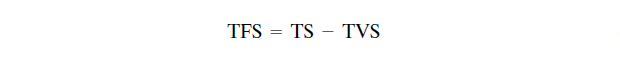 TFS = TS − TVS